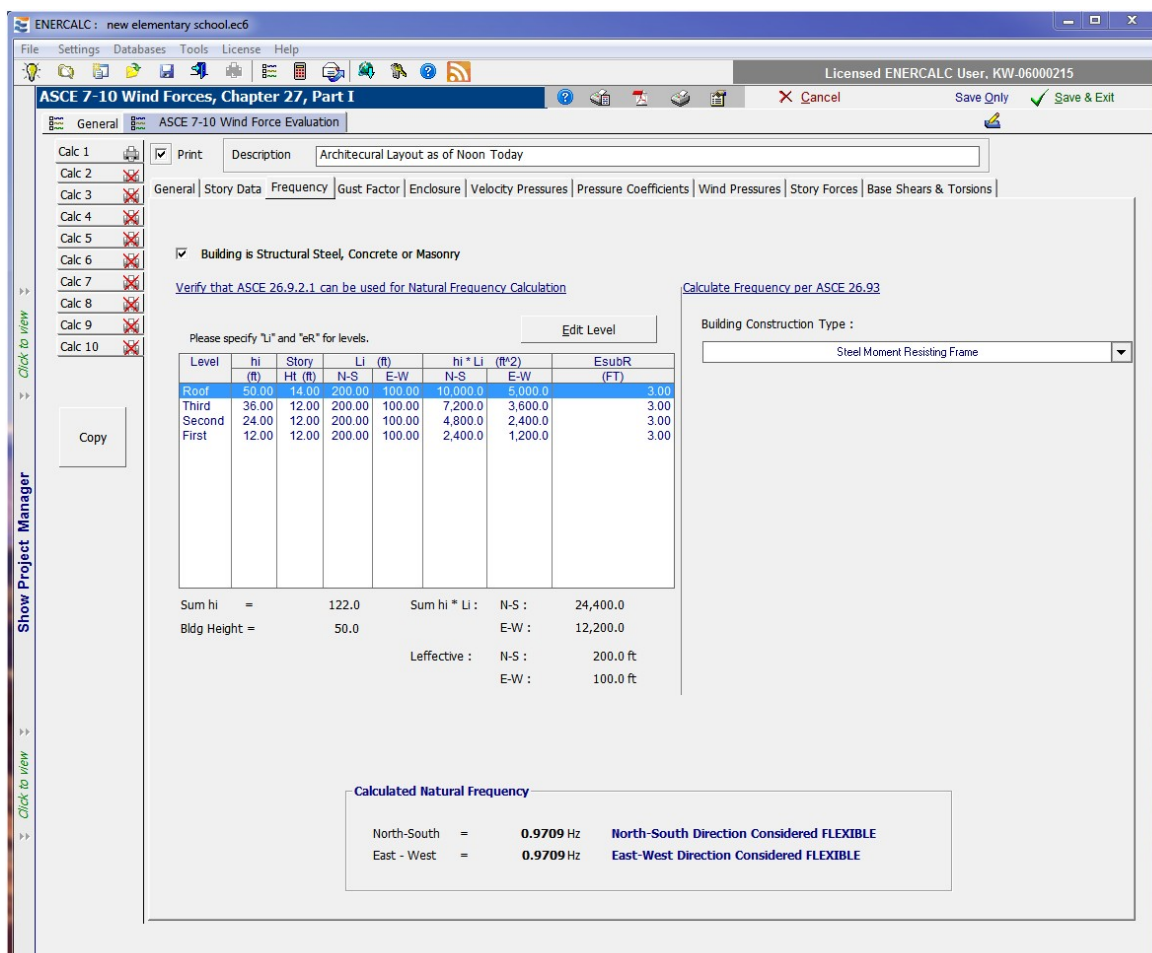 ENERCALC : new elementary school.ec6
File Settings Databases Tools License Help
Licensed ENERCALC User, KW-06000215
ASCE 7-10 Wind Forces, Chapter 27, Part I
Cancel Save Only Save & Exit
General ASCE 7-10 Wind Force Evaluation
Calc 1
Calc 2
Calc 3
Calc 4
Calc 5
Calc 6
Calc 7
Calc 8
Calc 9
Calc 10
Copy
Click to view
Show Project Manager
Click to view
Print Description Architecural Layout as of Noon Today
General Story Data Frequency Gust Factor Enclosure Velocity Pressures Pressure Coefficients Wind Pressures Story Forces Base Shears & Torsions
Building is Structural Steel, Concrete or Masonry
Verify that ASCE 26.9.2.1 can be used for Natural Frequency Calculation
Please specify "Li" and "eR" for levels.
Edit Level
Level hi Story Li (ft) hi * Li (ft^2) EsubR
(ft) Ht (ft) N-S E-W N-S E-W (FT)
Roof 50.00 14.00 200.00 100.00 10,000.0 5,000.0 3.00
Third 36.00 12.00 200.00 100.00 7,200.0 3,600.0 3.00
Second 24.00 12.00 200.00 100.00 4,800.0 2,400.0 3.00
First 12.00 12.00 200.00 100.00 2,400.0 1,200.0 3.00
Sum hi = 122.0 Sum hi * Li : N-S : 24,400.0
Bldg Height = 50.0 E-W : 12,200.0
Leffective : N-S : 200.0 ft
E-W : 100.0 ft
Calculate Frequency per ASCE 26.93
Building Construction Type :
Steel Moment Resisting Frame
Calculated Natural Frequency
North-South = 0.9709 Hz North-South Direction Considered FLEXIBLE
East - West = 0.9709 Hz East-West Direction Considered FLEXIBLE